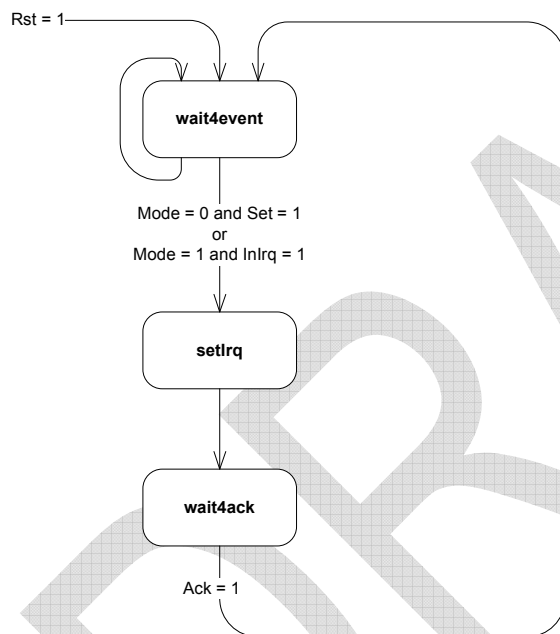 Rst = 1
wait4event
Mode = 0 and Set = 1
or
Mode = 1 and InIrq = 1
setIrq
wait4ack
Ack = 1